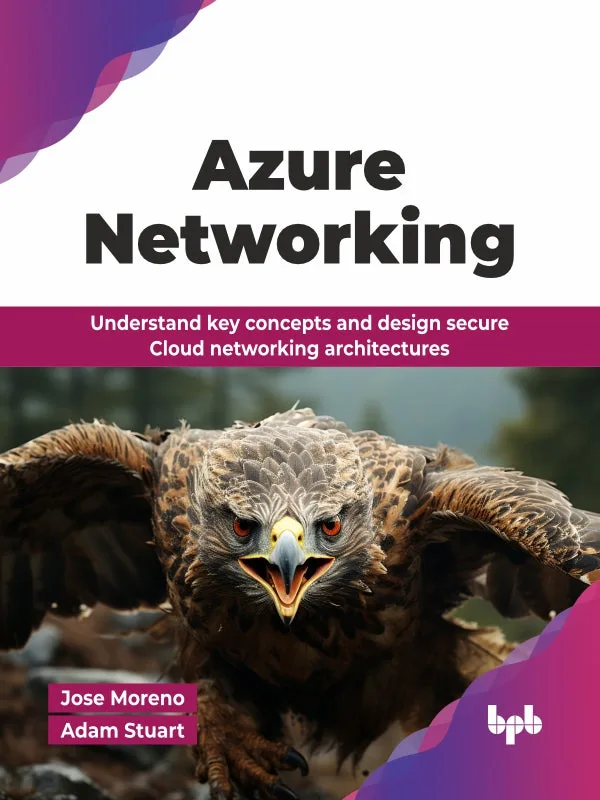 Azure
Networking
Understand key concepts and design secure
Cloud networking architectures
Jose Moreno
Adam Stuart
bpb